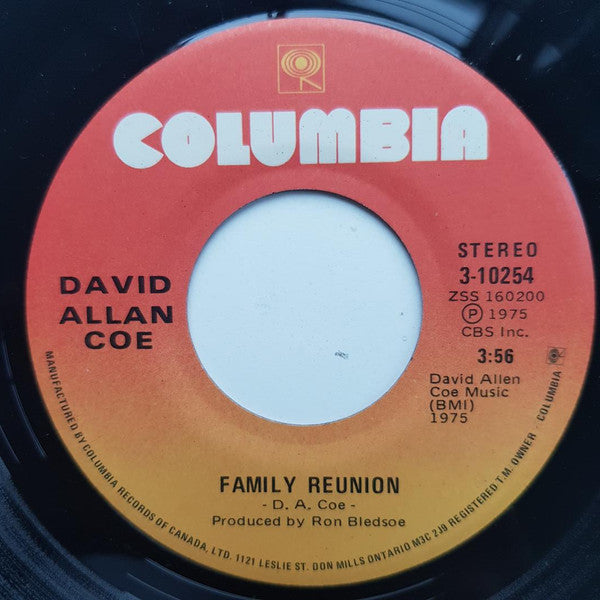 COLUMBIA
DAVID
ALLAN
COE
STEREO
3-10254
ZSS 160200
Ⓟ 1975
CBS Inc.
3:56
David Allen
Coe Music
(BMI)
1975
FAMILY REUNION
- D. A. Coe -
Produced by Ron Bledsoe
MANUFACTURED BY COLUMBIA RECORDS OF CANADA, LTD. 1121 LESLIE ST. DON MILLS ONTARIO M3C 2J9 REGISTERED T.M. OWNER · COLUMBIA